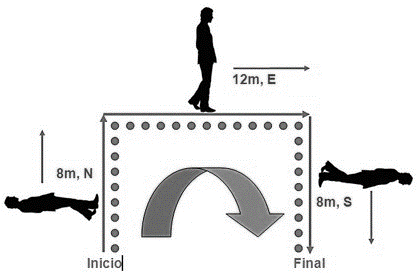 12m, E
8m, N
8m, S
Inicio
Final